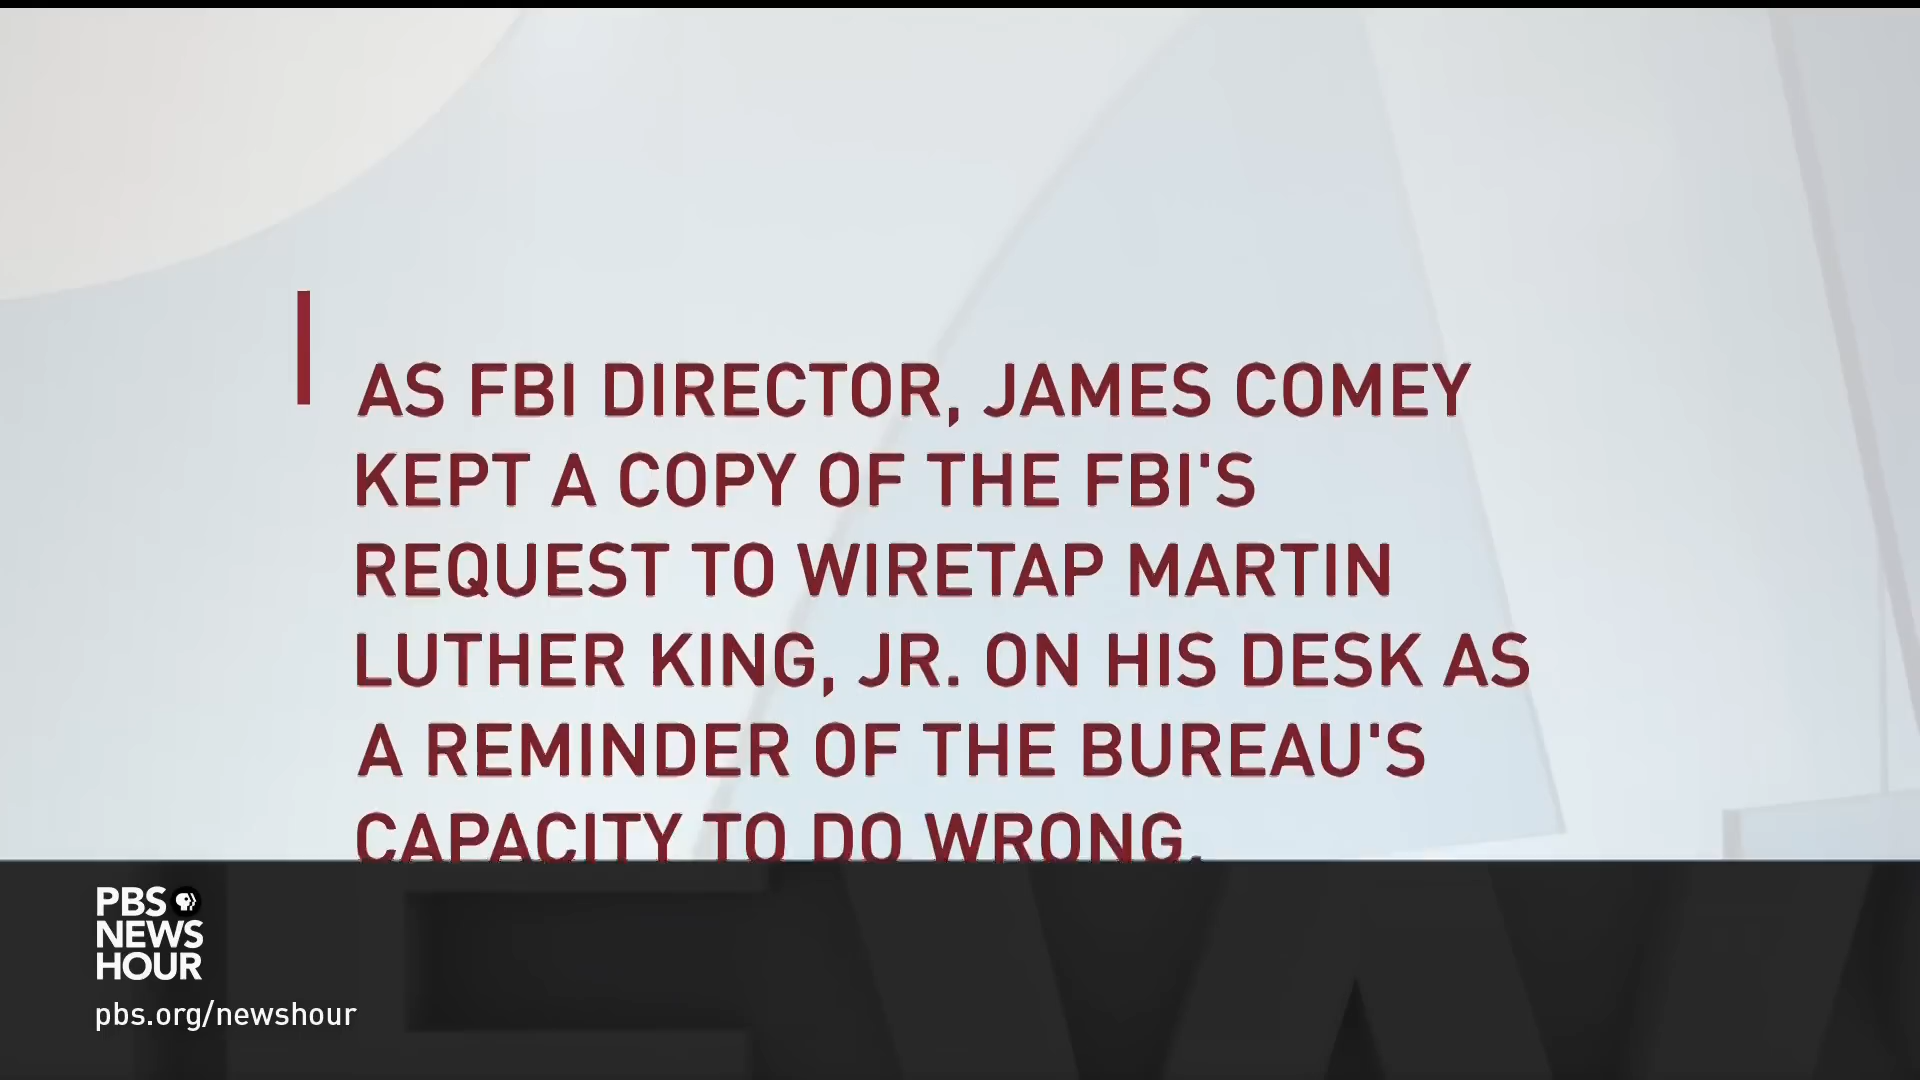 AS FBI DIRECTOR, JAMES COMEY
KEPT A COPY OF THE FBI'S
REQUEST TO WIRETAP MARTIN
LUTHER KING, JR. ON HIS DESK AS
A REMINDER OF THE BUREAU'S
CAPACITY TO DO WRONG.
PBS
NEWS
HOUR
pbs.org/newshour